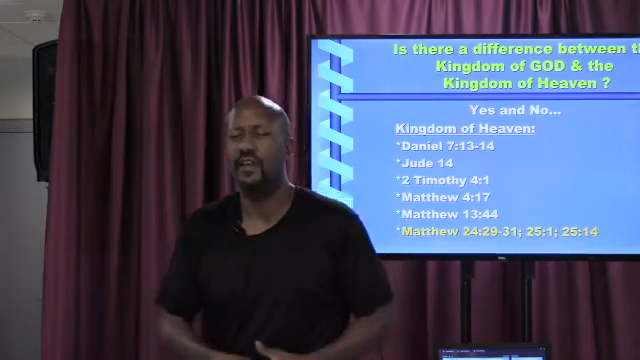 Is there a difference between
Kingdom of GOD & the
Kingdom of Heaven ?
Yes and No...
Kingdom of Heaven:
*Daniel 7:13-14
*Jude 14
*2 Timothy 4:1
*Matthew 4:17
*Matthew 13:44
*Matthew 24:29-31; 25:1; 25:14